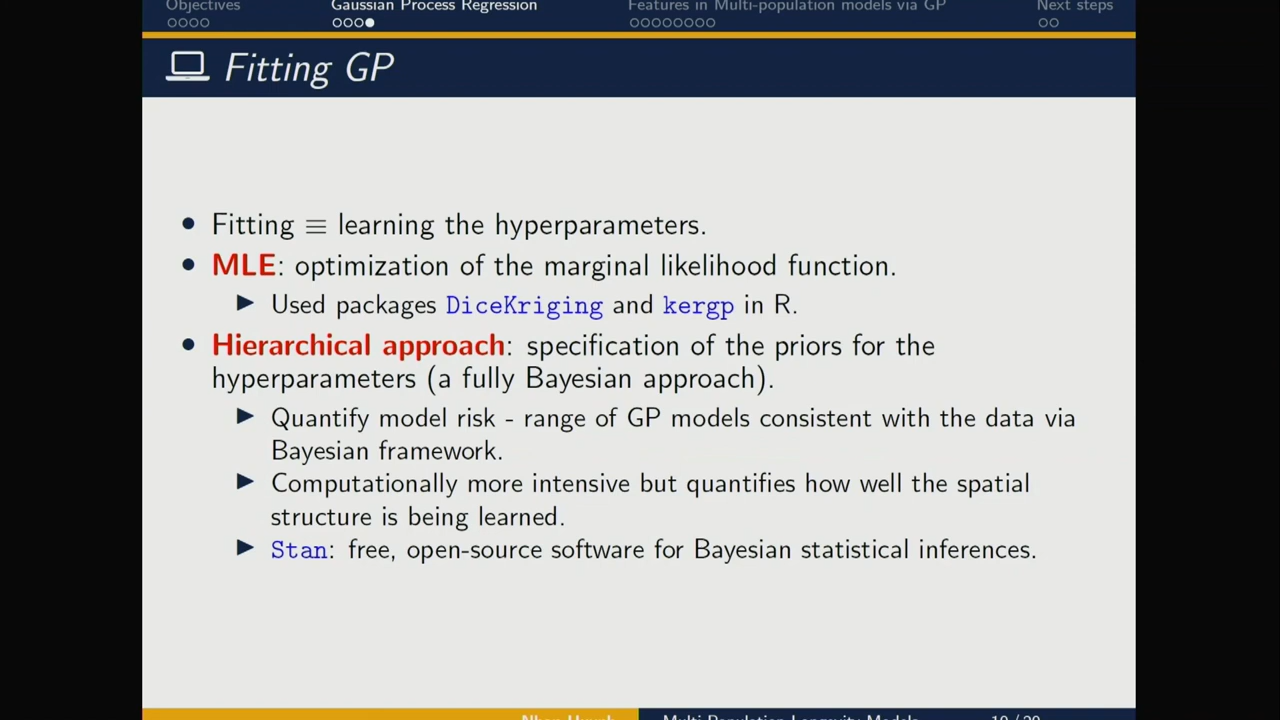 Objectives
Gaussian Process Regression
Features in Multi-population models via GP
Next steps
Fitting GP
• Fitting ≡ learning the hyperparameters.
• MLE: optimization of the marginal likelihood function.
▶ Used packages DiceKriging and kergp in R.
• Hierarchical approach: specification of the priors for the
hyperparameters (a fully Bayesian approach).
▶ Quantify model risk - range of GP models consistent with the data via
Bayesian framework.
▶ Computationally more intensive but quantifies how well the spatial
structure is being learned.
▶ Stan: free, open-source software for Bayesian statistical inferences.
Nhan Huynh
Multi-Population Longevity Models